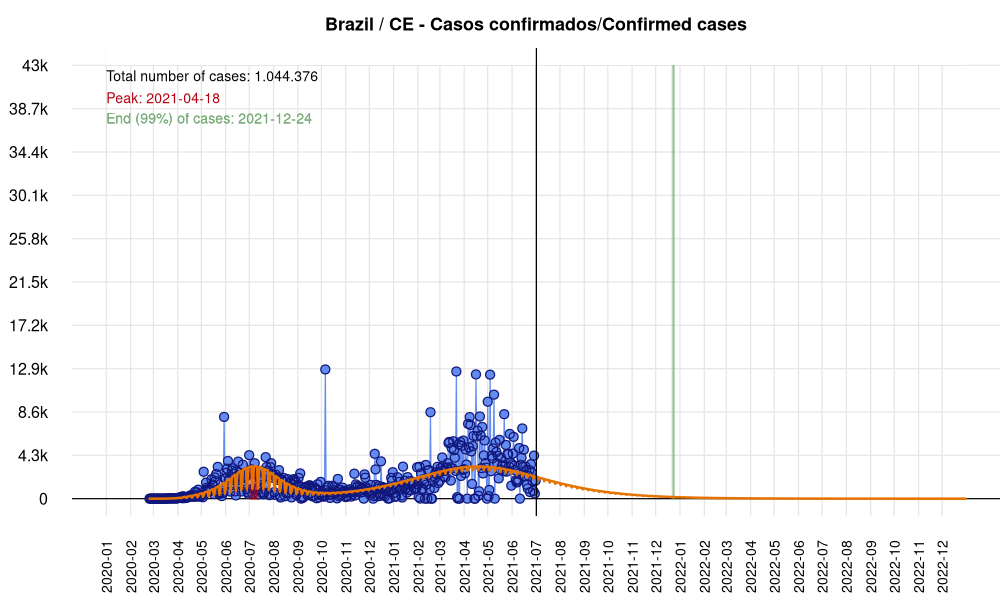 Brazil / CE - Casos confirmados/Confirmed cases
Total number of cases: 1.044.376
Peak: 2021-04-18
End (99%) of cases: 2021-12-24
43k
38.7k
34.4k
30.1k
25.8k
21.5k
17.2k
12.9k
8.6k
4.3k
0
2020-01
2020-02
2020-03
2020-04
2020-05
2020-06
2020-07
2020-08
2020-09
2020-10
2020-11
2020-12
2021-01
2021-02
2021-03
2021-04
2021-05
2021-06
2021-07
2021-08
2021-09
2021-10
2021-11
2021-12
2022-01
2022-02
2022-03
2022-04
2022-05
2022-06
2022-07
2022-08
2022-09
2022-10
2022-11
2022-12